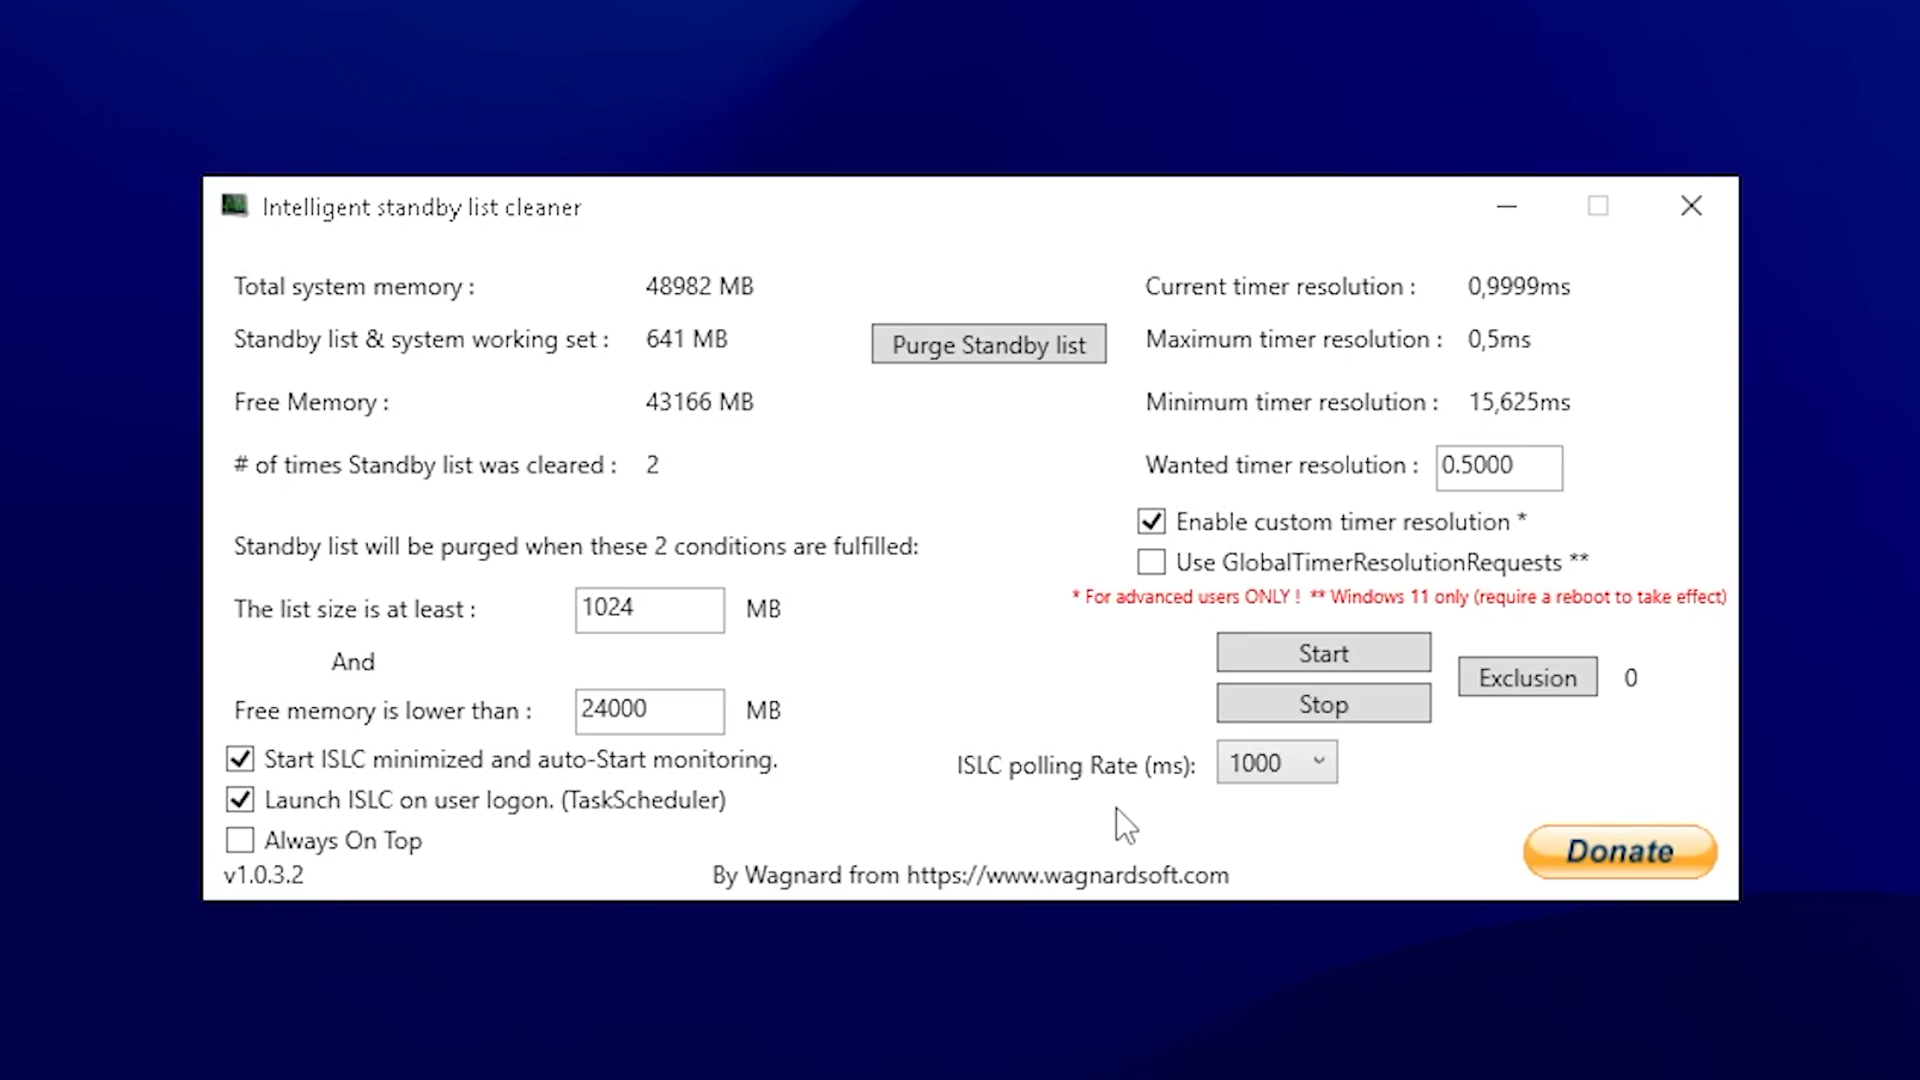 Intelligent standby list cleaner
Total system memory : 48982 MB
Standby list & system working set : 641 MB
Purge Standby list
Free Memory : 43166 MB
# of times Standby list was cleared : 2
Current timer resolution : 0,9999ms
Maximum timer resolution : 0,5ms
Minimum timer resolution : 15,625ms
Wanted timer resolution : 0.5000
Enable custom timer resolution *
Use GlobalTimerResolutionRequests **
* For advanced users ONLY ! ** Windows 11 only (require a reboot to take effect)
Standby list will be purged when these 2 conditions are fulfilled:
The list size is at least : 1024 MB
And
Free memory is lower than : 24000 MB
Start
Stop
Exclusion 0
Start ISLC minimized and auto-Start monitoring.
Launch ISLC on user logon. (TaskScheduler)
Always On Top
ISLC polling Rate (ms): 1000
Donate
v1.0.3.2
By Wagnard from https://www.wagnardsoft.com